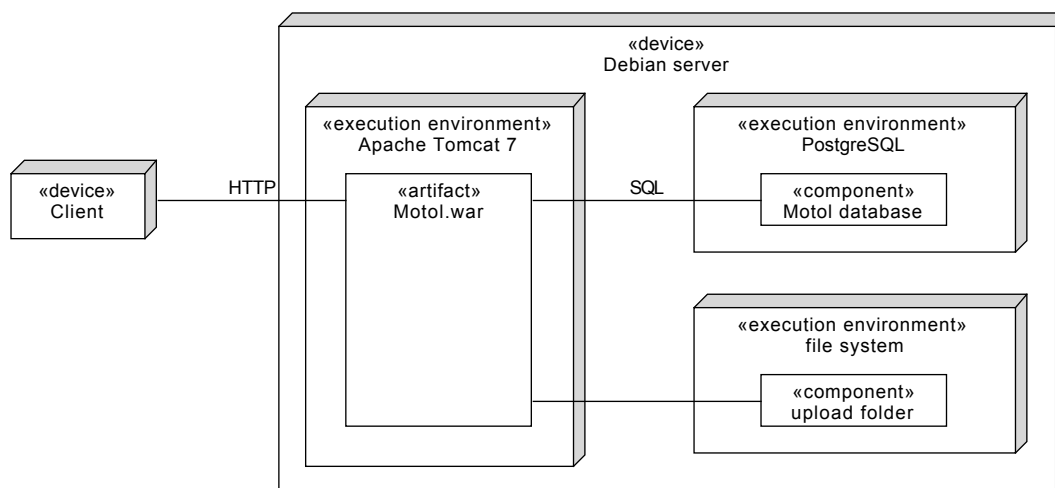 «device»
Debian server
«execution environment»
Apache Tomcat 7
«execution environment»
PostgreSQL
«device»
Client
HTTP
«artifact»
Motol.war
SQL
«component»
Motol database
«execution environment»
file system
«component»
upload folder